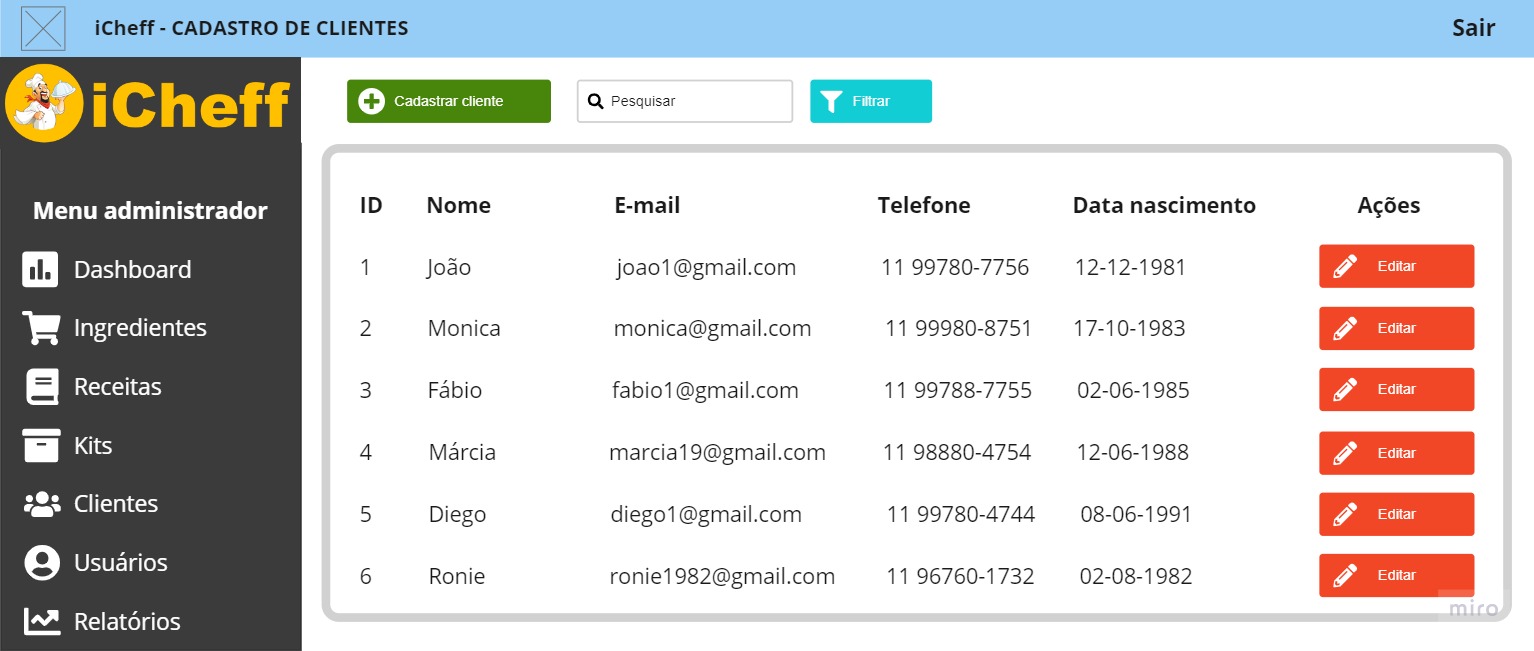 iCheff - CADASTRO DE CLIENTES
Sair
iCheff
Cadastrar cliente
Pesquisar
Filtrar
Menu administrador
Dashboard
Ingredientes
Receitas
Kits
Clientes
Usuários
Relatórios
ID Nome E-mail Telefone Data nascimento Ações
1 João joao1@gmail.com 11 99780-7756 12-12-1981 Editar
2 Monica monica@gmail.com 11 99980-8751 17-10-1983 Editar
3 Fábio fabio1@gmail.com 11 99788-7755 02-06-1985 Editar
4 Márcia marcia19@gmail.com 11 98880-4754 12-06-1988 Editar
5 Diego diego1@gmail.com 11 99780-4744 08-06-1991 Editar
6 Ronie ronie1982@gmail.com 11 96760-1732 02-08-1982 Editar
miro